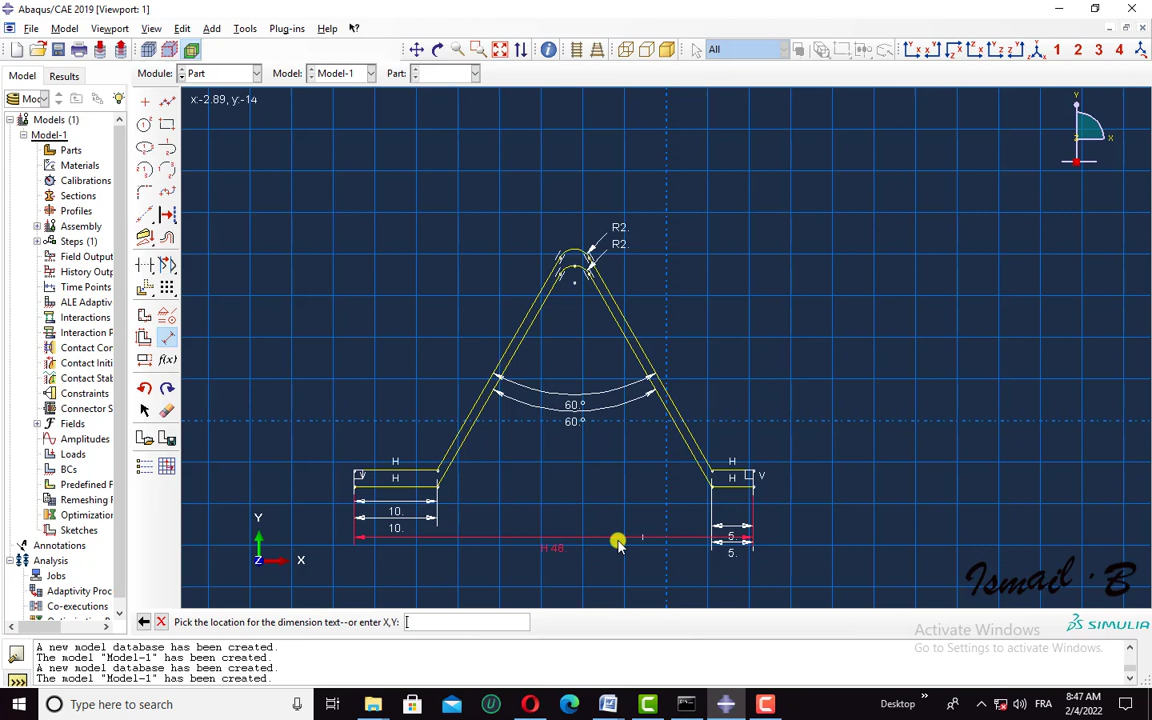 Abaqus/CAE 2019 [Viewport: 1]
File Model Viewport View Edit Add Tools Plug-ins Help
All
1 2 3 4
Model Results Module: Part Model: Model-1 Part:
x:-2.89, y:-14
Models (1)
Model-1
Parts
Materials
Calibrations
Sections
Profiles
Assembly
Steps (1)
Field Output
History Outp
Time Points
ALE Adaptiv
Interactions
Interaction P
Contact Cor
Contact Initi
Contact Stab
Constraints
Connector S
Fields
Amplitudes
Loads
BCs
Predefined F
Remeshing F
Optimization
Sketches
Annotations
Analysis
Jobs
Adaptivity Proc
Co-executions
f(x)
Y
X
R2.
R2.
60.°
60.°
H
H
V
H
H
V
10.
10.
5.
5.
H 48.
Y
Z X
Ismail · B
Pick the location for the dimension text--or enter X,Y:
SIMULIA
Activate Windows
Go to Settings to activate Windows.
A new model database has been created.
The model "Model-1" has been created.
A new model database has been created.
The model "Model-1" has been created.
Type here to search
Desktop
FRA
8:47 AM
2/4/2022